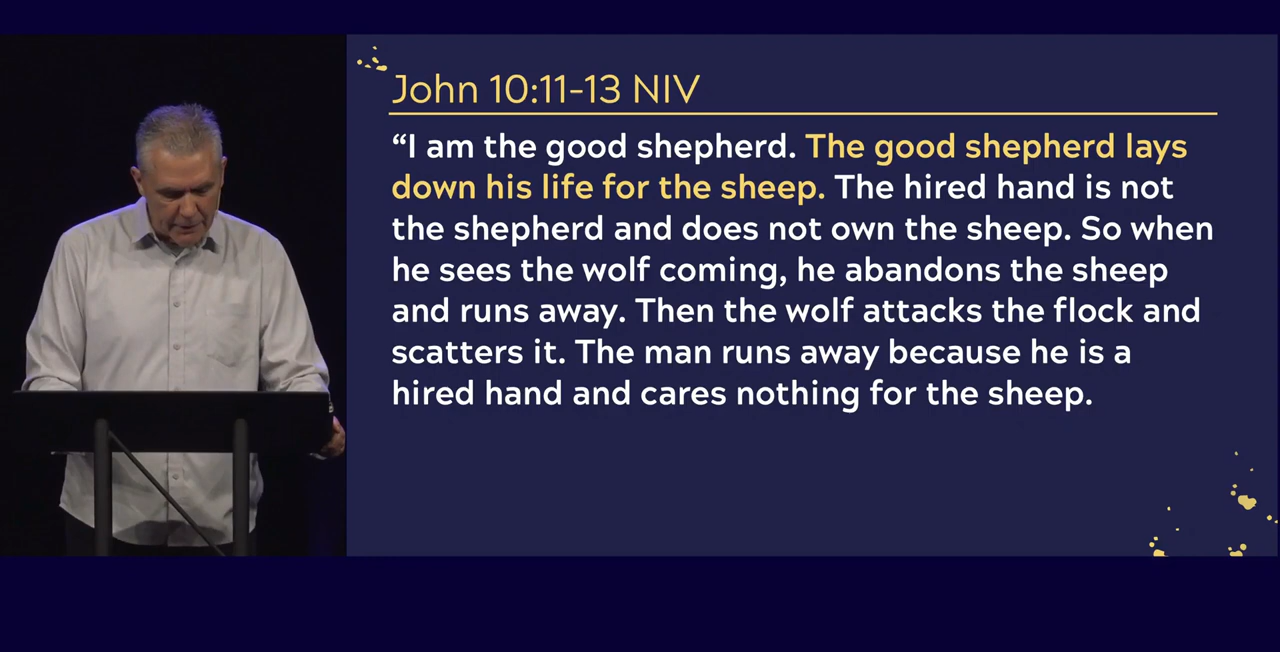 John 10:11-13 NIV
“I am the good shepherd. The good shepherd lays
down his life for the sheep. The hired hand is not
the shepherd and does not own the sheep. So when
he sees the wolf coming, he abandons the sheep
and runs away. Then the wolf attacks the flock and
scatters it. The man runs away because he is a
hired hand and cares nothing for the sheep.